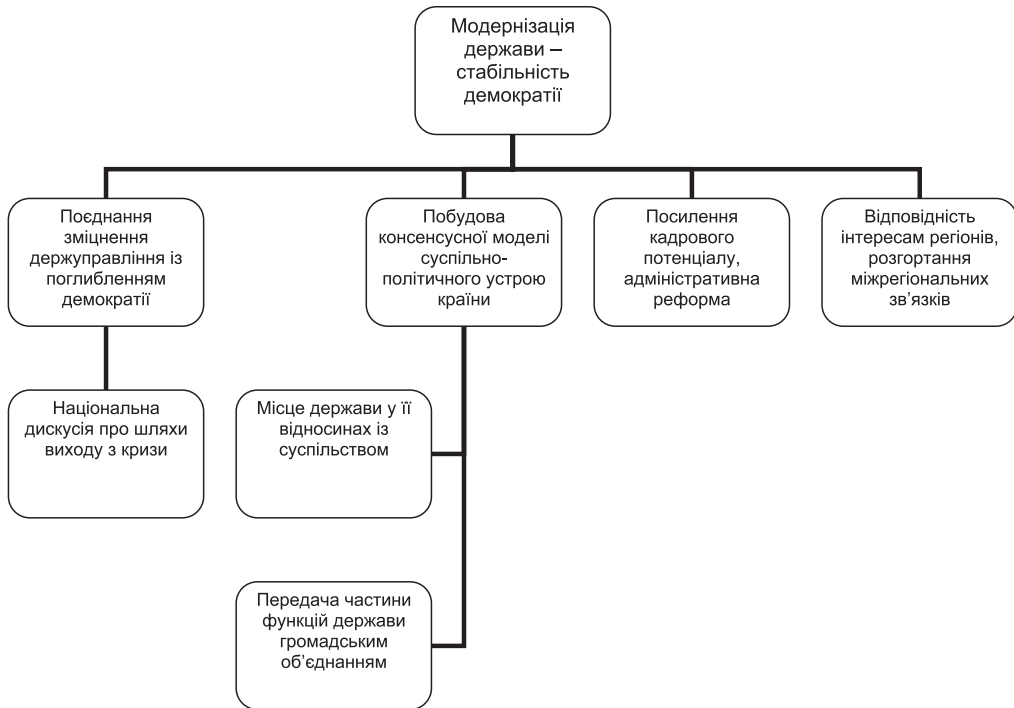 Модернізація
держави –
стабільність
демократії
Поєднання
зміцнення
держуправління із
поглибленням
демократії
Побудова
консенсусної моделі
суспільно-
політичного устрою
країни
Посилення
кадрового
потенціалу,
адміністративна
реформа
Відповідність
інтересам регіонів,
розгортання
міжрегіональних
зв’язків
Національна
дискусія про шляхи
виходу з кризи
Місце держави у її
відносинах із
суспільством
Передача частини
функцій держави
громадським
об’єднанням